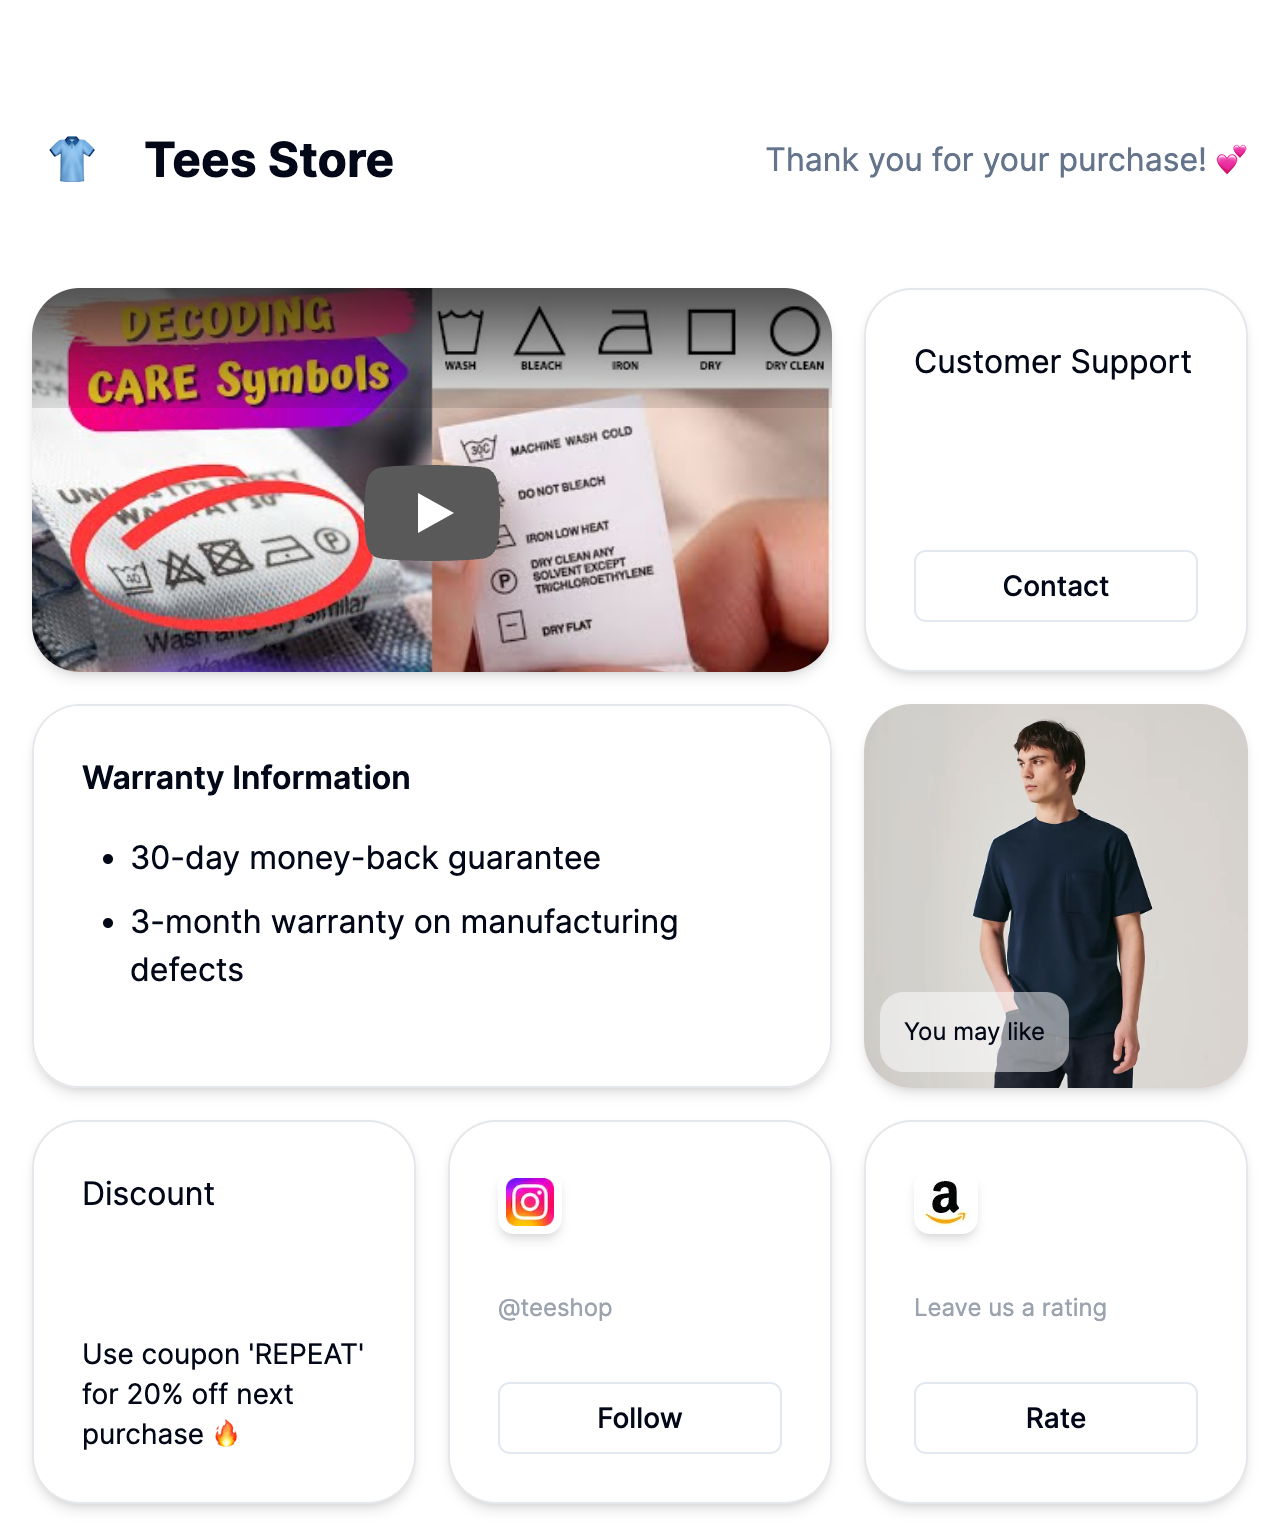 Tees Store
Thank you for your purchase! 💕
DECODING
CARE Symbols
WASH BLEACH IRON DRY DRY CLEAN
30C MACHINE WASH COLD
DO NOT BLEACH
IRON LOW HEAT
P DRY CLEAN ANY
SOLVENT EXCEPT
TRICHLOROETHYLENE
DRY FLAT
40 P
Wash and dry similar
Customer Support
Contact
Warranty Information
• 30-day money-back guarantee
• 3-month warranty on manufacturing
defects
You may like
Discount
Use coupon 'REPEAT'
for 20% off next
purchase 🔥
@teeshop
Follow
a
Leave us a rating
Rate